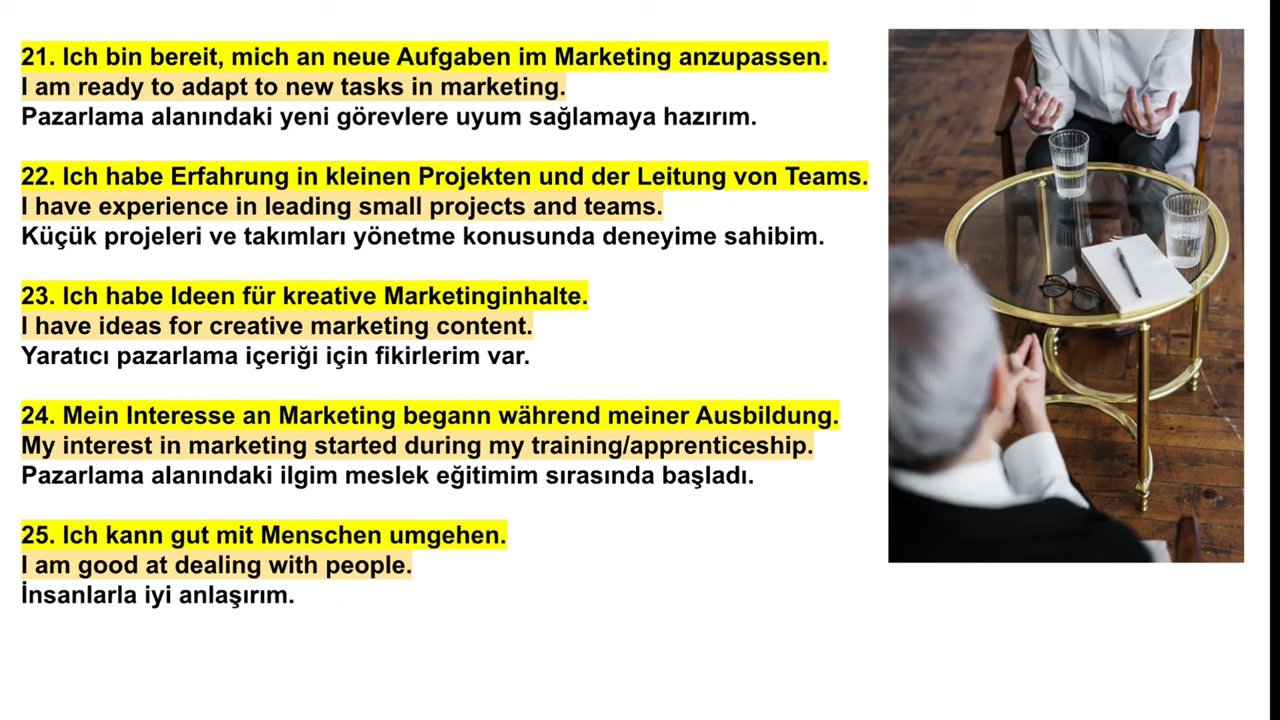 21. Ich bin bereit, mich an neue Aufgaben im Marketing anzupassen.
I am ready to adapt to new tasks in marketing.
Pazarlama alanındaki yeni görevlere uyum sağlamaya hazırım.
22. Ich habe Erfahrung in kleinen Projekten und der Leitung von Teams.
I have experience in leading small projects and teams.
Küçük projeleri ve takımları yönetme konusunda deneyime sahibim.
23. Ich habe Ideen für kreative Marketinginhalte.
I have ideas for creative marketing content.
Yaratıcı pazarlama içeriği için fikirlerim var.
24. Mein Interesse an Marketing begann während meiner Ausbildung.
My interest in marketing started during my training/apprenticeship.
Pazarlama alanındaki ilgim meslek eğitimim sırasında başladı.
25. Ich kann gut mit Menschen umgehen.
I am good at dealing with people.
İnsanlarla iyi anlaşırım.